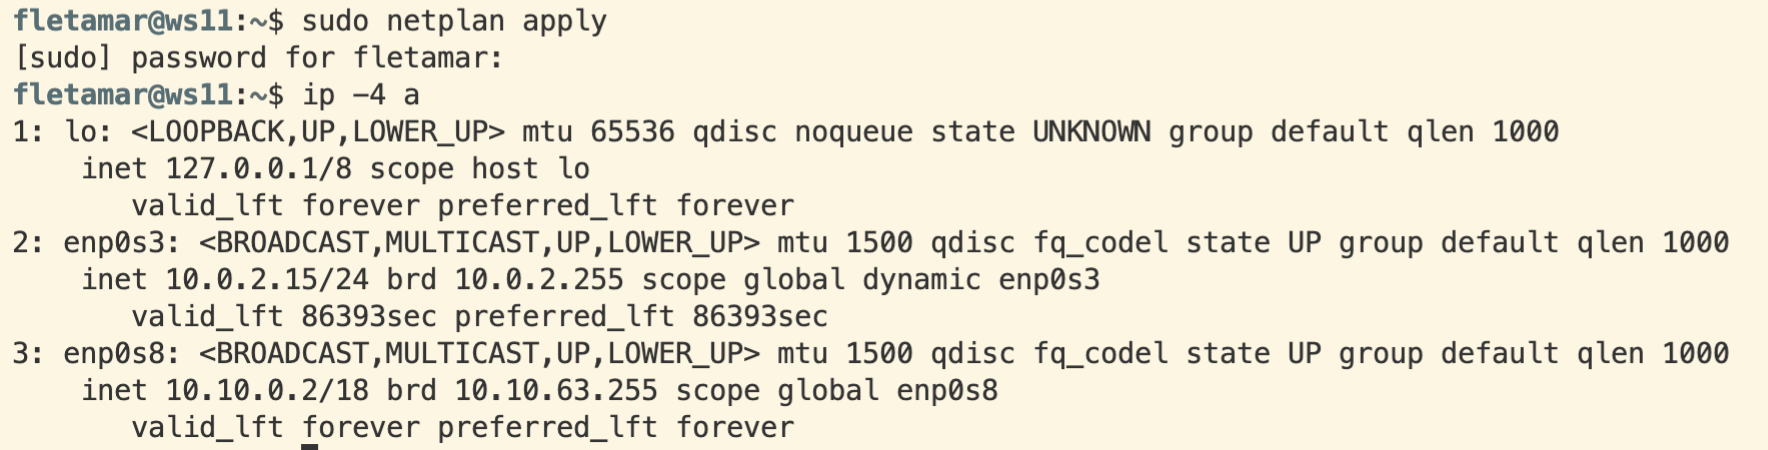 fletamar@ws11:~$ sudo netplan apply
[sudo] password for fletamar:
fletamar@ws11:~$ ip -4 a
1: lo: <LOOPBACK,UP,LOWER_UP> mtu 65536 qdisc noqueue state UNKNOWN group default qlen 1000
    inet 127.0.0.1/8 scope host lo
       valid_lft forever preferred_lft forever
2: enp0s3: <BROADCAST,MULTICAST,UP,LOWER_UP> mtu 1500 qdisc fq_codel state UP group default qlen 1000
    inet 10.0.2.15/24 brd 10.0.2.255 scope global dynamic enp0s3
       valid_lft 86393sec preferred_lft 86393sec
3: enp0s8: <BROADCAST,MULTICAST,UP,LOWER_UP> mtu 1500 qdisc fq_codel state UP group default qlen 1000
    inet 10.10.0.2/18 brd 10.10.63.255 scope global enp0s8
       valid_lft forever preferred_lft forever